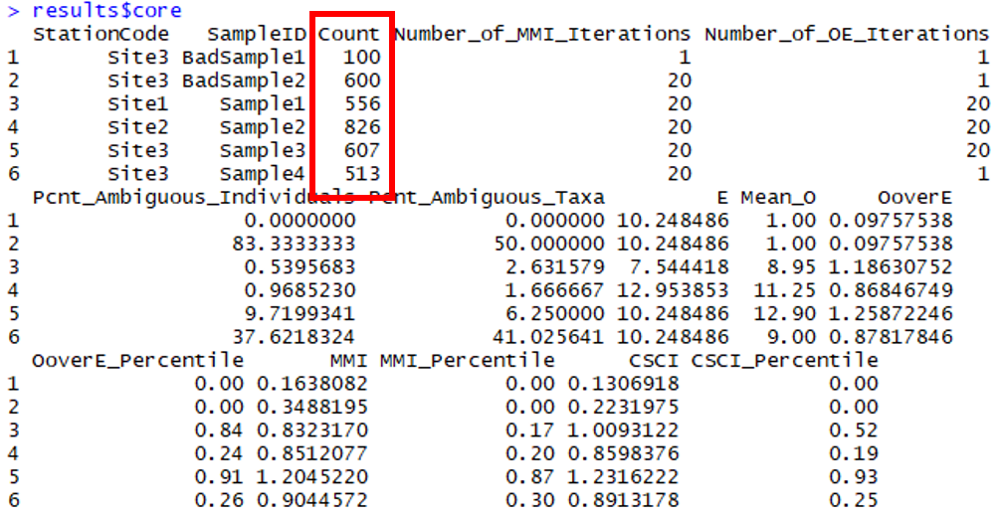 > results$core
StationCode SampleID Count Number_of_MMI_Iterations Number_of_OE_Iterations
1 Site3 BadSample1 100 1 1
2 Site3 BadSample2 600 20 1
3 Site1 Sample1 556 20 20
4 Site2 Sample2 826 20 20
5 Site3 Sample3 607 20 20
6 Site3 Sample4 513 20 1
Pcnt_Ambiguous_Individuals Pcnt_Ambiguous_Taxa E Mean_O OoverE
1 0.0000000 0.000000 10.248486 1.00 0.09757538
2 83.3333333 50.000000 10.248486 1.00 0.09757538
3 0.5395683 2.631579 7.544418 8.95 1.18630752
4 0.9685230 1.666667 12.953853 11.25 0.86846749
5 9.7199341 6.250000 10.248486 12.90 1.25872246
6 37.6218324 41.025641 10.248486 9.00 0.87817846
OoverE_Percentile MMI MMI_Percentile CSCI CSCI_Percentile
1 0.00 0.1638082 0.00 0.1306918 0.00
2 0.00 0.3488195 0.00 0.2231975 0.00
3 0.84 0.8323170 0.17 1.0093122 0.52
4 0.24 0.8512077 0.20 0.8598376 0.19
5 0.91 1.2045220 0.87 1.2316222 0.93
6 0.26 0.9044572 0.30 0.8913178 0.25